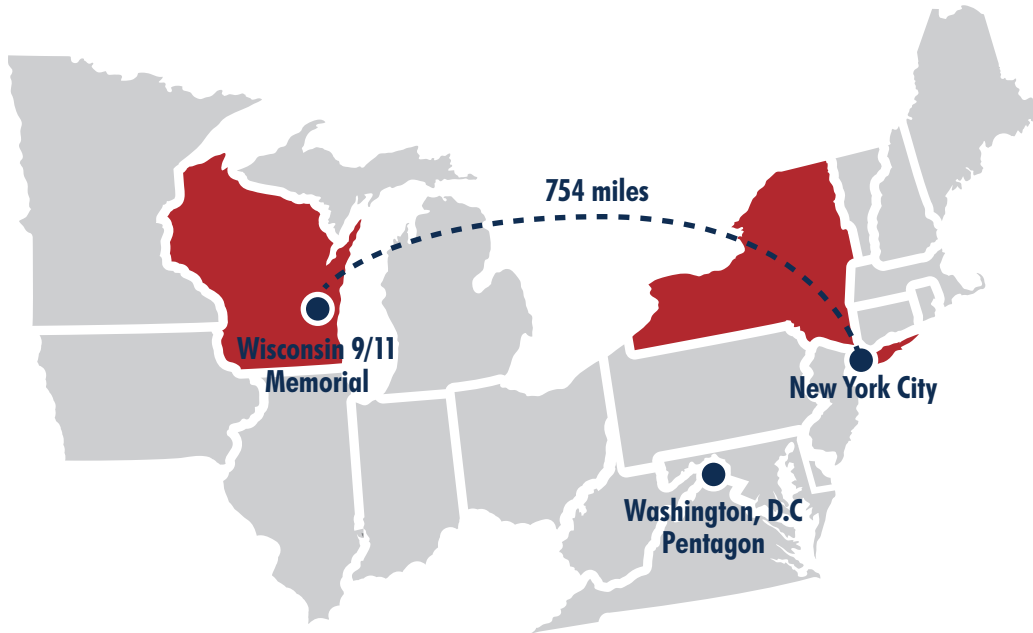 754 miles
Wisconsin 9/11
Memorial
New York City
Washington, D.C
Pentagon